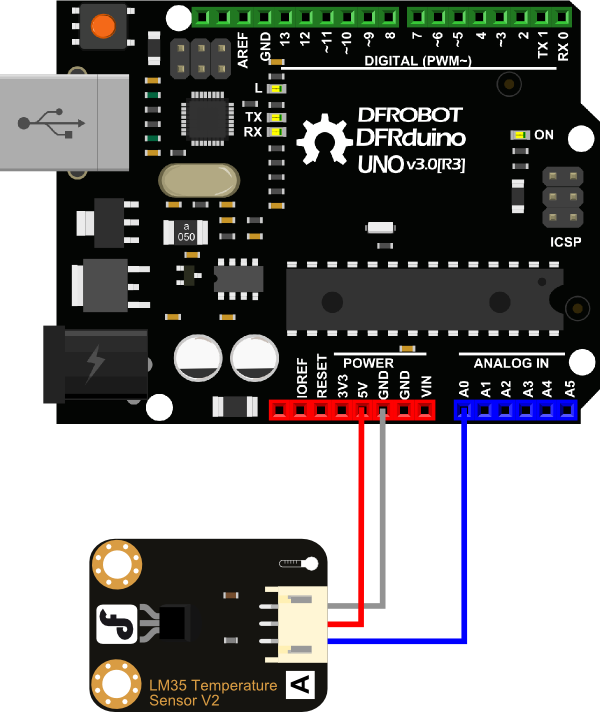 AREF
GND
13
12
~11
~10
~9
8
7
~6
~5
4
~3
2
TX 1
RX 0
DIGITAL (PWM~)
L
TX
RX
DFROBOT
DFRduino
UNO v3.0[R3]
ON
ICSP
a
050
POWER
ANALOG IN
IOREF
RESET
3V3
5V
GND
GND
VIN
A0
A1
A2
A3
A4
A5
LM35 Temperature
Sensor V2
A